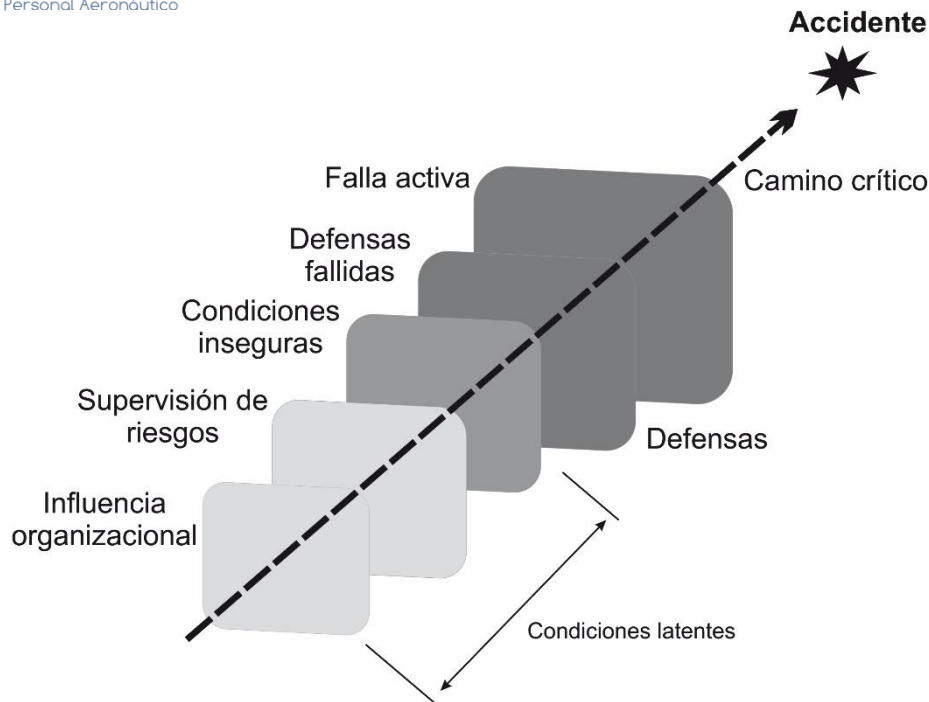 Personal Aeronáutico
Accidente
Falla activa
Camino crítico
Defensas
fallidas
Condiciones
inseguras
Supervisión de
riesgos
Defensas
Influencia
organizacional
Condiciones latentes